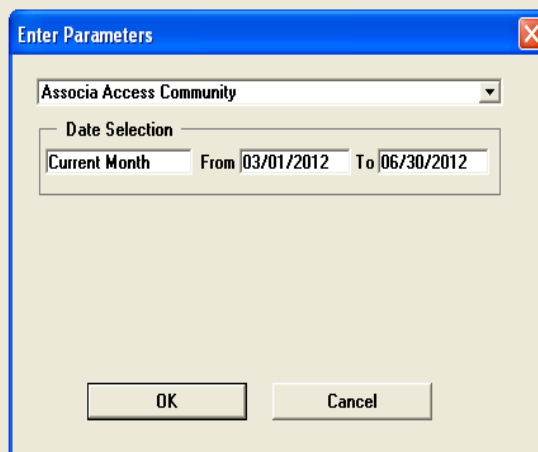 Enter Parameters
Associa Access Community
Date Selection
Current Month From 03/01/2012 To 06/30/2012
OK Cancel